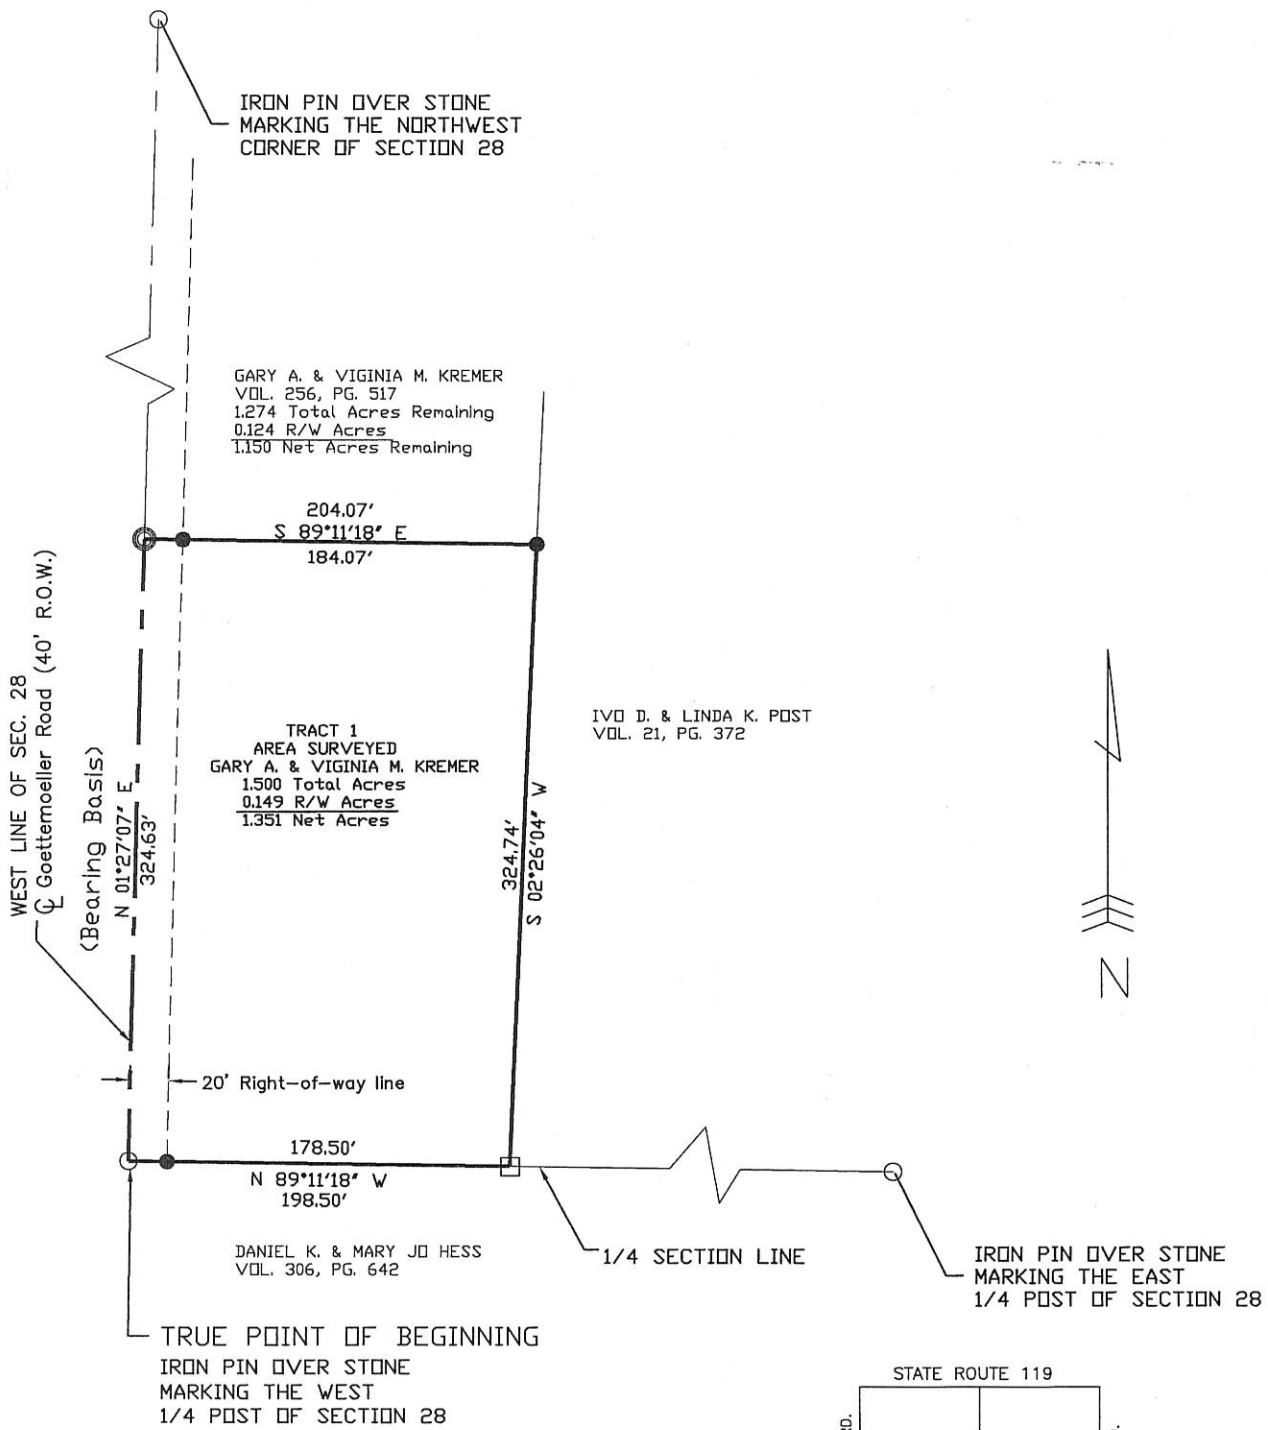 IRON PIN OVER STONE
MARKING THE NORTHWEST
CORNER OF SECTION 28
GARY A. & VIGINIA M. KREMER
VOL. 256, PG. 517
1.274 Total Acres Remaining
0.124 R/W Acres
1.150 Net Acres Remaining
204.07'
S 89°11'18" E
184.07'
WEST LINE OF SEC. 28
℄ Goettemoeller Road (40' R.O.W.)
(Bearing Basis)
N 01°27'07" E
324.63'
TRACT 1
AREA SURVEYED
GARY A. & VIGINIA M. KREMER
1.500 Total Acres
0.149 R/W Acres
1.351 Net Acres
324.74'
S 02°26'04" W
IVO D. & LINDA K. POST
VOL. 21, PG. 372
N
20' Right-of-way line
178.50'
N 89°11'18" W
198.50'
DANIEL K. & MARY JO HESS
VOL. 306, PG. 642
1/4 SECTION LINE
IRON PIN OVER STONE
MARKING THE EAST
1/4 POST OF SECTION 28
TRUE POINT OF BEGINNING
IRON PIN OVER STONE
MARKING THE WEST
1/4 POST OF SECTION 28
STATE ROUTE 119
RD.